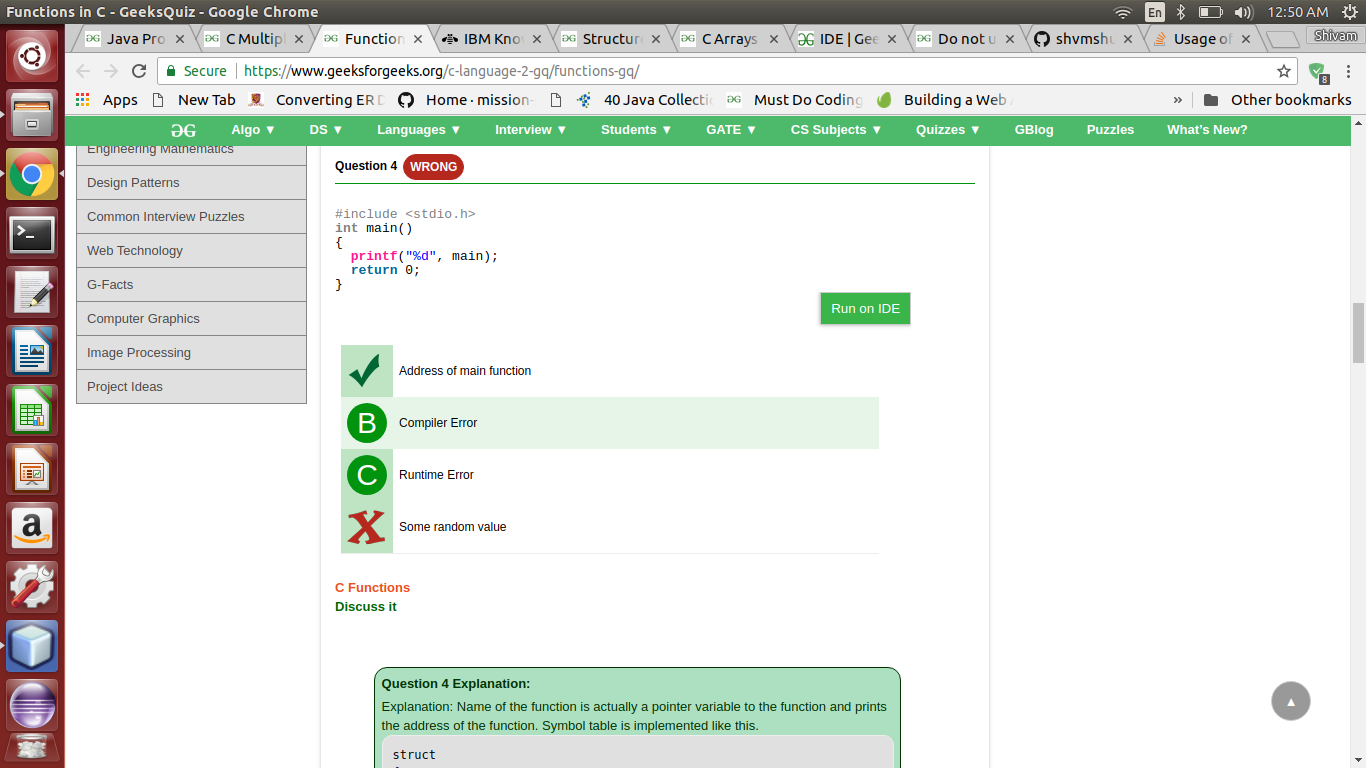 Functions in C - GeeksQuiz - Google Chrome
En
12:50 AM
Java Pro
C Multipl
Function
IBM Kno
Structure
C Arrays
IDE | Gee
Do not u
shvmshu
Usage of
Shivam
Secure
https://www.geeksforgeeks.org/c-language-2-gq/functions-gq/
8
Apps
New Tab
Converting ER D
Home · mission-
40 Java Collectio
Must Do Coding
Building a Web A
»
Other bookmarks
Algo ▼
DS ▼
Languages ▼
Interview ▼
Students ▼
GATE ▼
CS Subjects ▼
Quizzes ▼
GBlog
Puzzles
What's New?
Engineering Mathematics
Design Patterns
Common Interview Puzzles
Web Technology
G-Facts
Computer Graphics
Image Processing
Project Ideas
Question 4 WRONG
#include <stdio.h>
int main()
{
printf("%d", main);
return 0;
}
Run on IDE
Address of main function
B Compiler Error
C Runtime Error
X Some random value
C Functions
Discuss it
Question 4 Explanation:
Explanation: Name of the function is actually a pointer variable to the function and prints
the address of the function. Symbol table is implemented like this.
struct